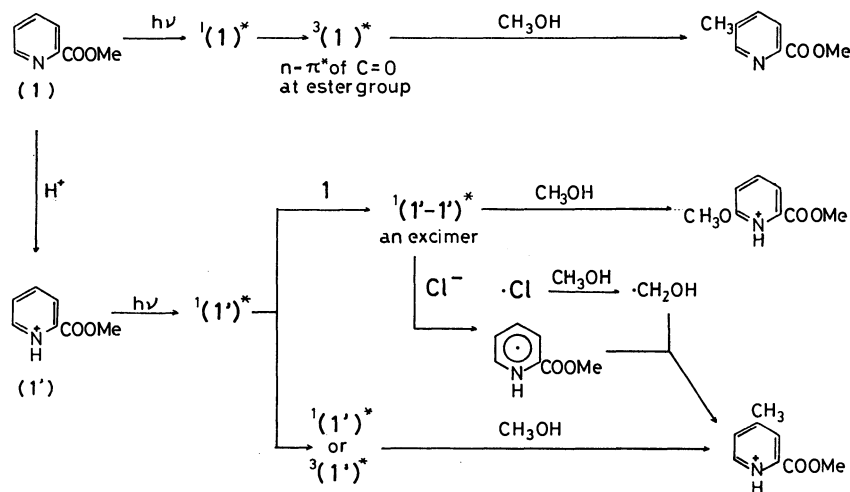 hν ¹(1)* ³(1)* CH₃OH
N COOMe
(1)
n-π* of C=O
at ester group
CH₃ N COOMe
H⁺
1 ¹(1'-1')* CH₃OH
an excimer
CH₃O N⁺ H COOMe
Cl⁻ ·Cl CH₃OH ·CH₂OH
N⁺ H COOMe
(1')
hν ¹(1')*
· N H COOMe
¹(1')*
or
³(1')*
CH₃OH
CH₃
N⁺ H COOMe